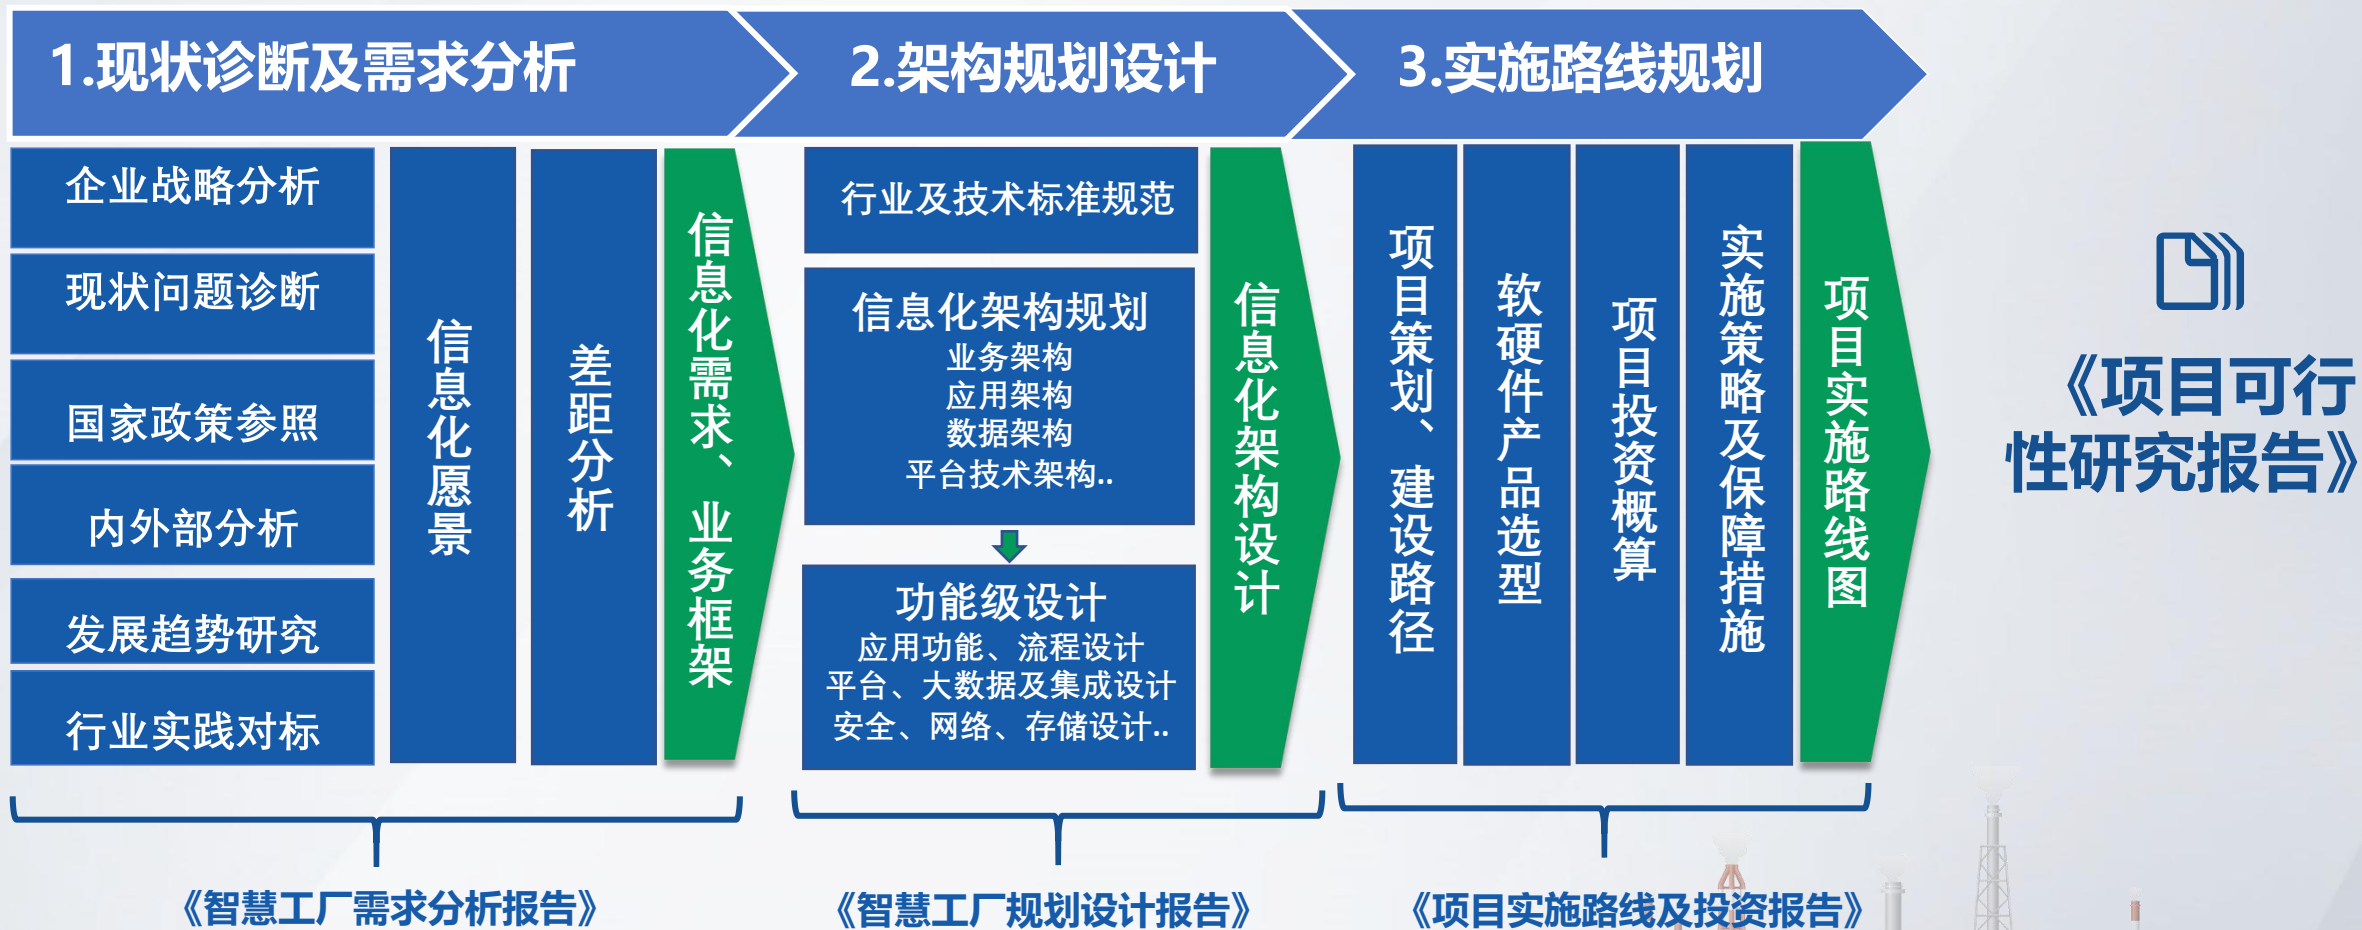 1.现状诊断及需求分析
2.架构规划设计
3.实施路线规划
企业战略分析
现状问题诊断
国家政策参照
内外部分析
发展趋势研究
行业实践对标
信息化愿景
差距分析
信息化需求、业务框架
行业及技术标准规范
信息化架构规划
业务架构
应用架构
数据架构
平台技术架构..
功能级设计
应用功能、流程设计
平台、大数据及集成设计
安全、网络、存储设计..
信息化架构设计
项目策划、建设路径
软硬件产品选型
项目投资概算
实施策略及保障措施
项目实施路线图
《项目可行
性研究报告》
《智慧工厂需求分析报告》
《智慧工厂规划设计报告》
《项目实施路线及投资报告》